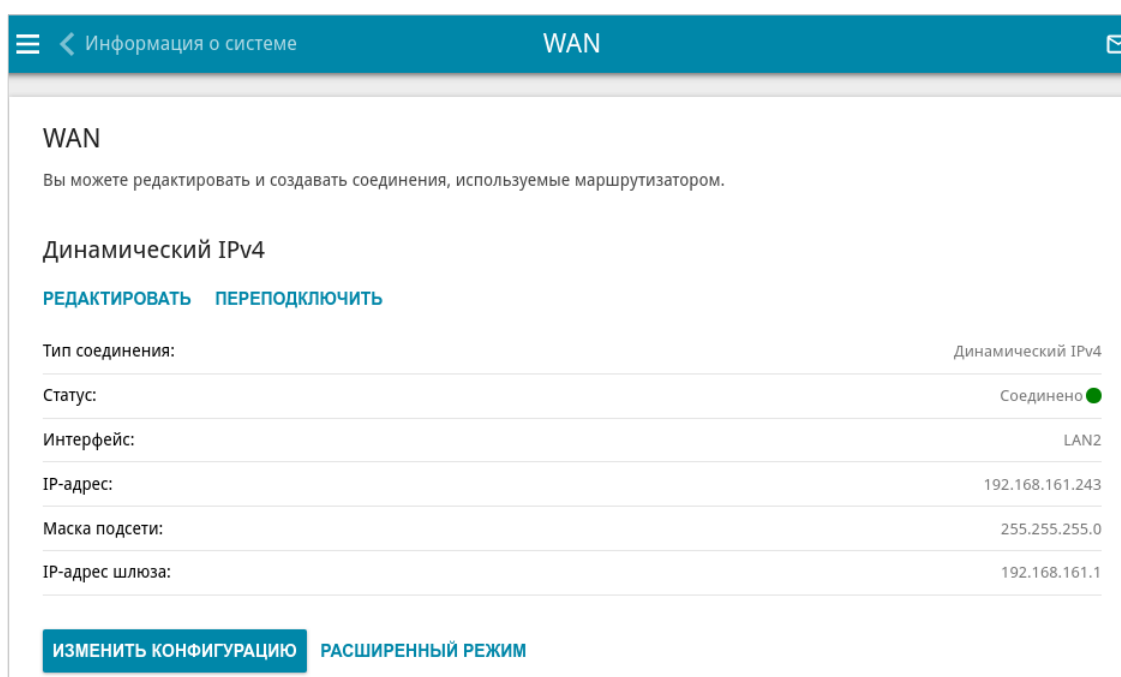 Информация о системе WAN
WAN
Вы можете редактировать и создавать соединения, используемые маршрутизатором.
Динамический IPv4
РЕДАКТИРОВАТЬ ПЕРЕПОДКЛЮЧИТЬ
Тип соединения: Динамический IPv4
Статус: Соединено
Интерфейс: LAN2
IP-адрес: 192.168.161.243
Маска подсети: 255.255.255.0
IP-адрес шлюза: 192.168.161.1
ИЗМЕНИТЬ КОНФИГУРАЦИЮ РАСШИРЕННЫЙ РЕЖИМ